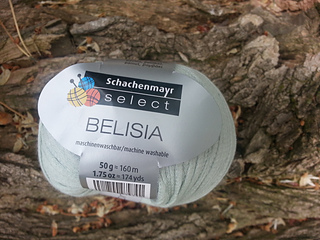 schachenmayr
select
BELISIA
maschinenwaschbar/machine washable
50 g = 160 m
1.75 oz = 174 yds